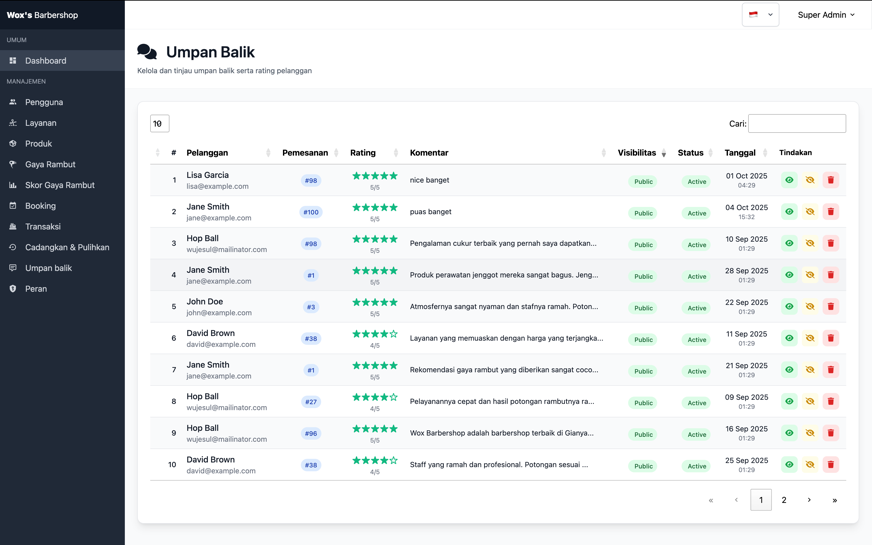 Wox's Barbershop
Super Admin
UMUM
Dashboard
MANAJEMEN
Pengguna
Layanan
Produk
Gaya Rambut
Skor Gaya Rambut
Booking
Transaksi
Cadangkan & Pulihkan
Umpan balik
Peran
Umpan Balik
Kelola dan tinjau umpan balik serta rating pelanggan
10
Cari:
# Pelanggan Pemesanan Rating Komentar Visibilitas Status Tanggal Tindakan
1 Lisa Garcia #98 nice banget Public Active 01 Oct 2025
lisa@example.com 5/5 04:29
2 Jane Smith #100 puas banget Public Active 04 Oct 2025
jane@example.com 5/5 15:32
3 Hop Ball #98 Pengalaman cukur terbaik yang pernah saya dapatkan... Public Active 10 Sep 2025
wujesul@mailinator.com 5/5 01:29
4 Jane Smith #1 Produk perawatan jenggot mereka sangat bagus. Jeng... Public Active 28 Sep 2025
jane@example.com 5/5 01:29
5 John Doe #3 Atmosfernya sangat nyaman dan stafnya ramah. Poton... Public Active 22 Sep 2025
john@example.com 5/5 01:29
6 David Brown #38 Layanan yang memuaskan dengan harga yang terjangka... Public Active 11 Sep 2025
david@example.com 4/5 01:29
7 Jane Smith #1 Rekomendasi gaya rambut yang diberikan sangat coco... Public Active 21 Sep 2025
jane@example.com 5/5 01:29
8 Hop Ball #27 Pelayanannya cepat dan hasil potongan rambutnya ra... Public Active 09 Sep 2025
wujesul@mailinator.com 4/5 01:29
9 Hop Ball #96 Wox Barbershop adalah barbershop terbaik di Gianya... Public Active 16 Sep 2025
wujesul@mailinator.com 5/5 01:29
10 David Brown #38 Staff yang ramah dan profesional. Potongan sesuai ... Public Active 25 Sep 2025
david@example.com 4/5 01:29
« ‹ 1 2 › »